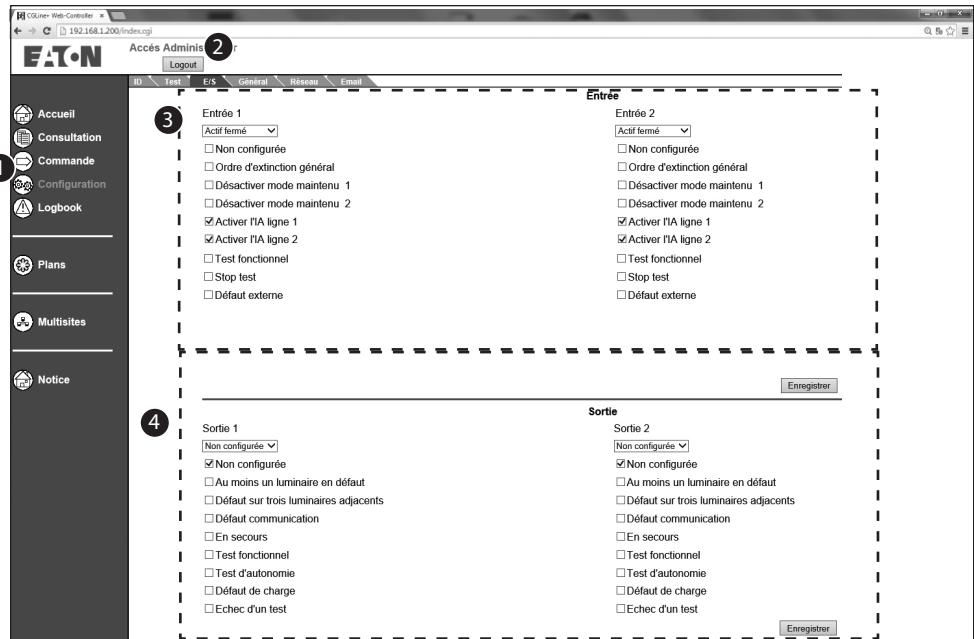 CGLine+ Web-Controller
192.168.1.200/index.cgi
EATON
Accés Adminis r
2
Logout
ID Test E/S Général Réseau Email
1
Accueil
Consultation
Commande
Configuration
Logbook
Plans
Multisites
Notice
3
Entrée
Entrée 1 Entrée 2
Actif fermé Actif fermé
Non configurée Non configurée
Ordre d'extinction général Ordre d'extinction général
Désactiver mode maintenu 1 Désactiver mode maintenu 1
Désactiver mode maintenu 2 Désactiver mode maintenu 2
Activer l'IA ligne 1 Activer l'IA ligne 1
Activer l'IA ligne 2 Activer l'IA ligne 2
Test fonctionnel Test fonctionnel
Stop test Stop test
Défaut externe Défaut externe
Enregistrer
4
Sortie
Sortie 1 Sortie 2
Non configurée Non configurée
Non configurée Non configurée
Au moins un luminaire en défaut Au moins un luminaire en défaut
Défaut sur trois luminaires adjacents Défaut sur trois luminaires adjacents
Défaut communication Défaut communication
En secours En secours
Test fonctionnel Test fonctionnel
Test d'autonomie Test d'autonomie
Défaut de charge Défaut de charge
Echec d'un test Echec d'un test
Enregistrer